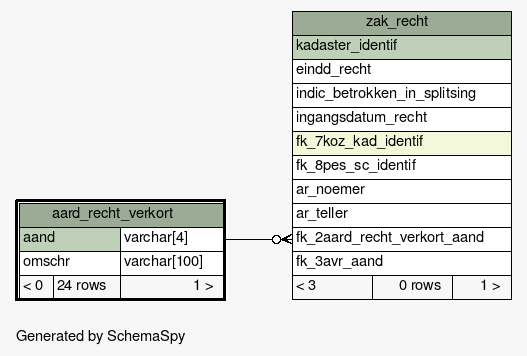 zak_recht
kadaster_identif
eindd_recht
indic_betrokken_in_splitsing
ingangsdatum_recht
fk_7koz_kad_identif
fk_8pes_sc_identif
ar_noemer
ar_teller
fk_2aard_recht_verkort_aand
fk_3avr_aand
< 3 0 rows 1 >
aard_recht_verkort
aand varchar[4]
omschr varchar[100]
< 0 24 rows 1 >
Generated by SchemaSpy